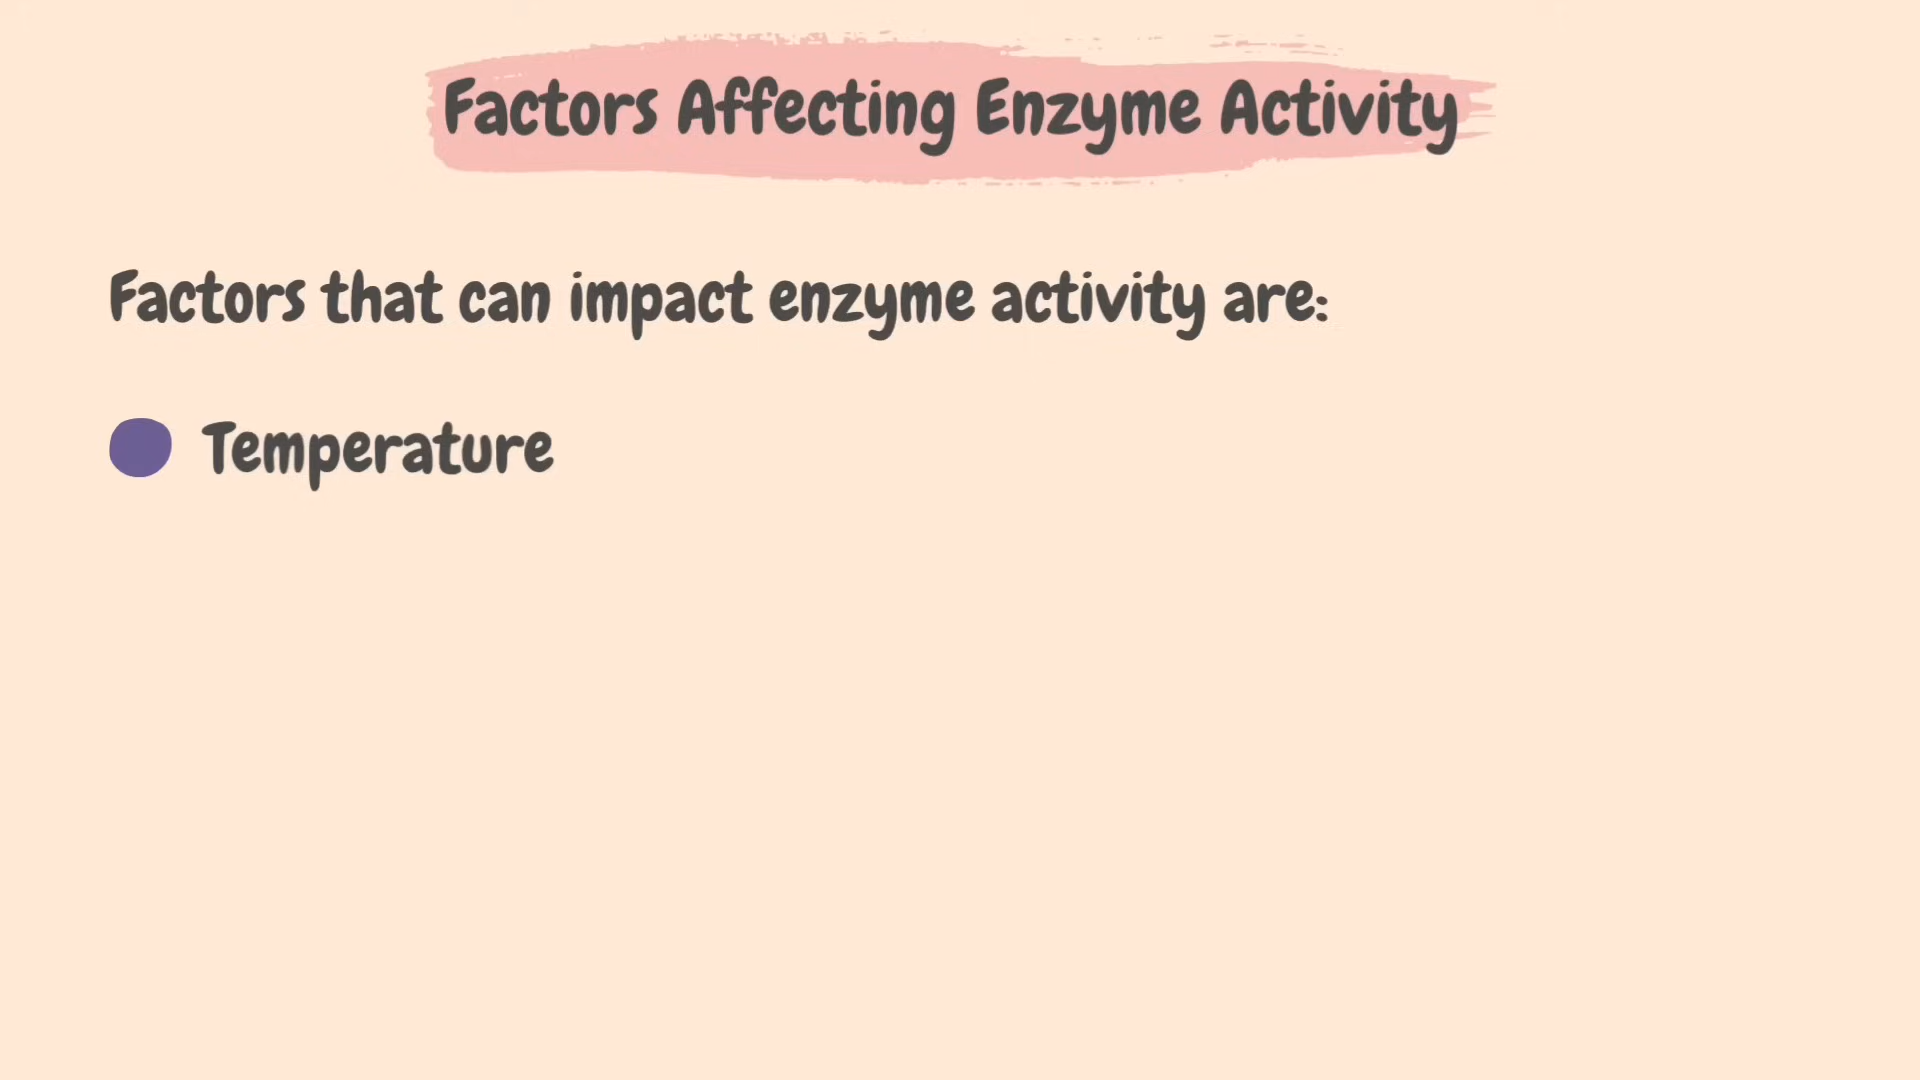 Factors Affecting Enzyme Activity
Factors that can impact enzyme activity are:
Temperature